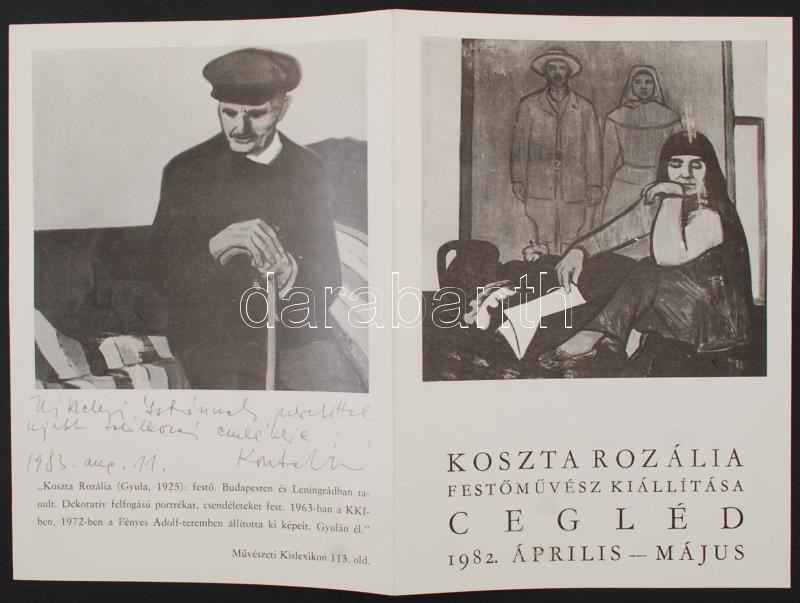 Istvánnak szeretettel
találkozás emlékére
1983. aug. 11.
„Koszta Rozália (Gyula, 1925): festő. Budapesten és Leningrádban ta-
nult. Dekoratív felfogású portrékat, csendéleteket fest. 1963-ban a KKI-
ben, 1972-ben a Fényes Adolf-teremben állította ki képeit. Gyulán él.”
Művészeti Kislexikon 113. old.
KOSZTA ROZÁLIA
FESTŐMŰVÉSZ KIÁLLÍTÁSA
CEGLÉD
1982. ÁPRILIS — MÁJUS
darabanth